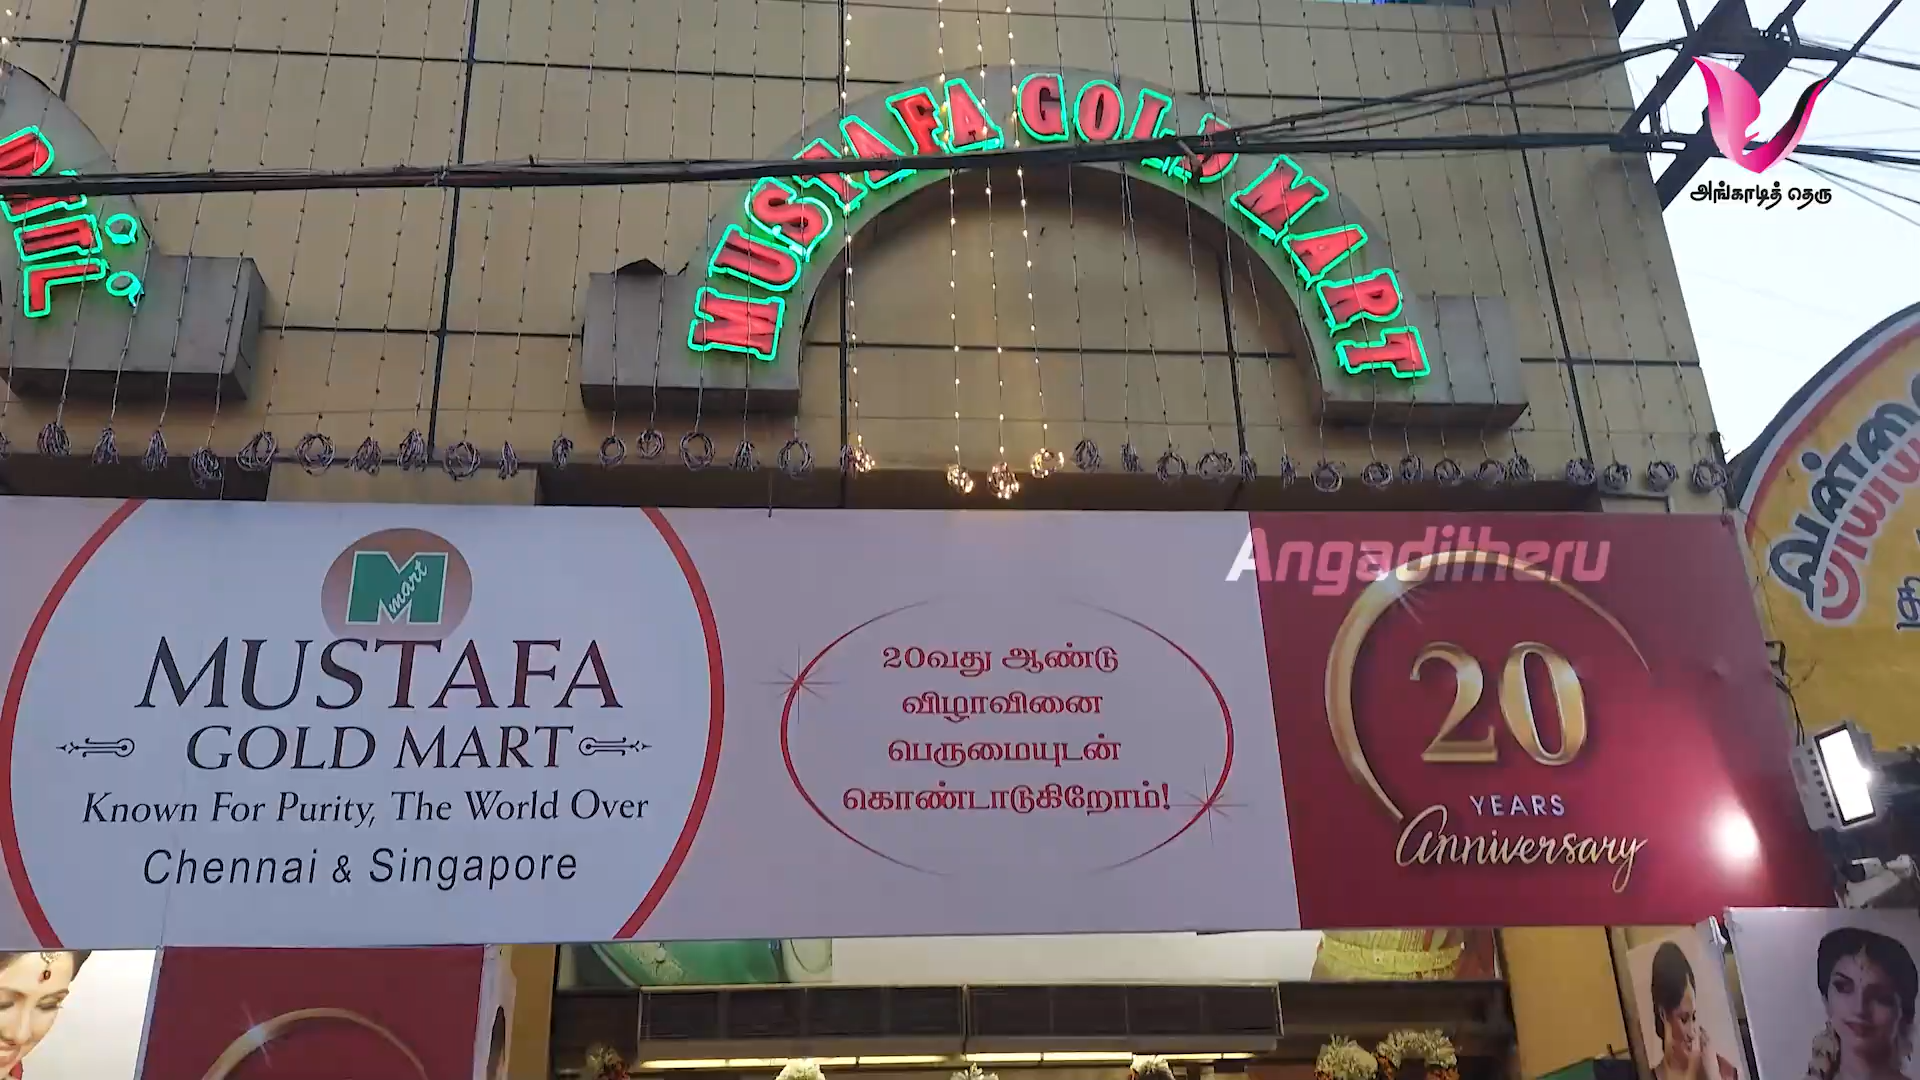 MUSTAFA GOLD MART
அங்காடித் தெரு
Angaditheru
M mart
MUSTAFA
GOLD MART
Known For Purity, The World Over
Chennai & Singapore
20வது ஆண்டு
விழாவினை
பெருமையுடன்
கொண்டாடுகிறோம்!
20
YEARS
Anniversary